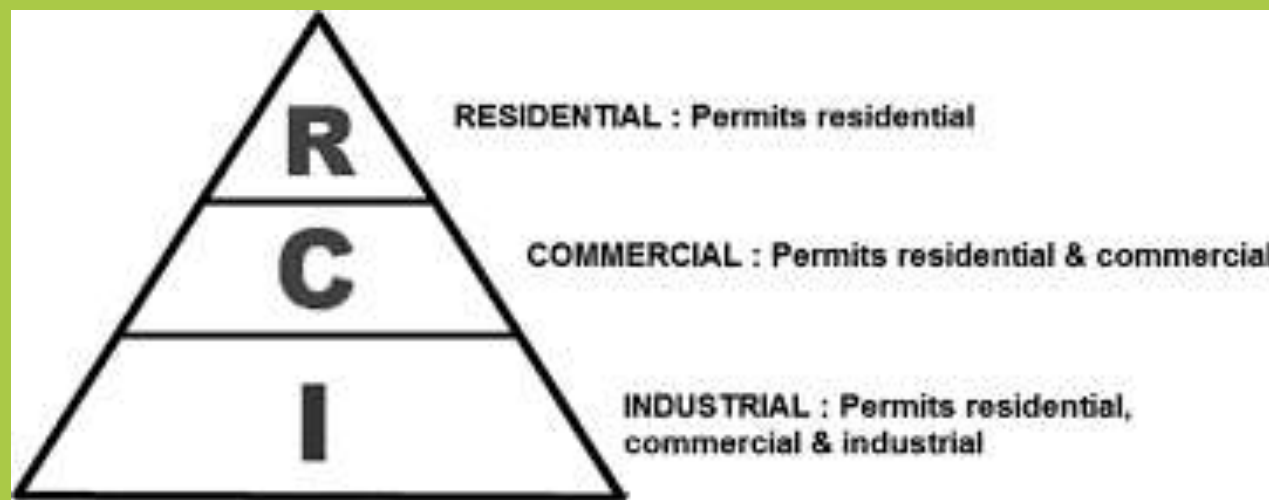 R
RESIDENTIAL : Permits residential
C
COMMERCIAL : Permits residential & commercial
I
INDUSTRIAL : Permits residential,
commercial & industrial